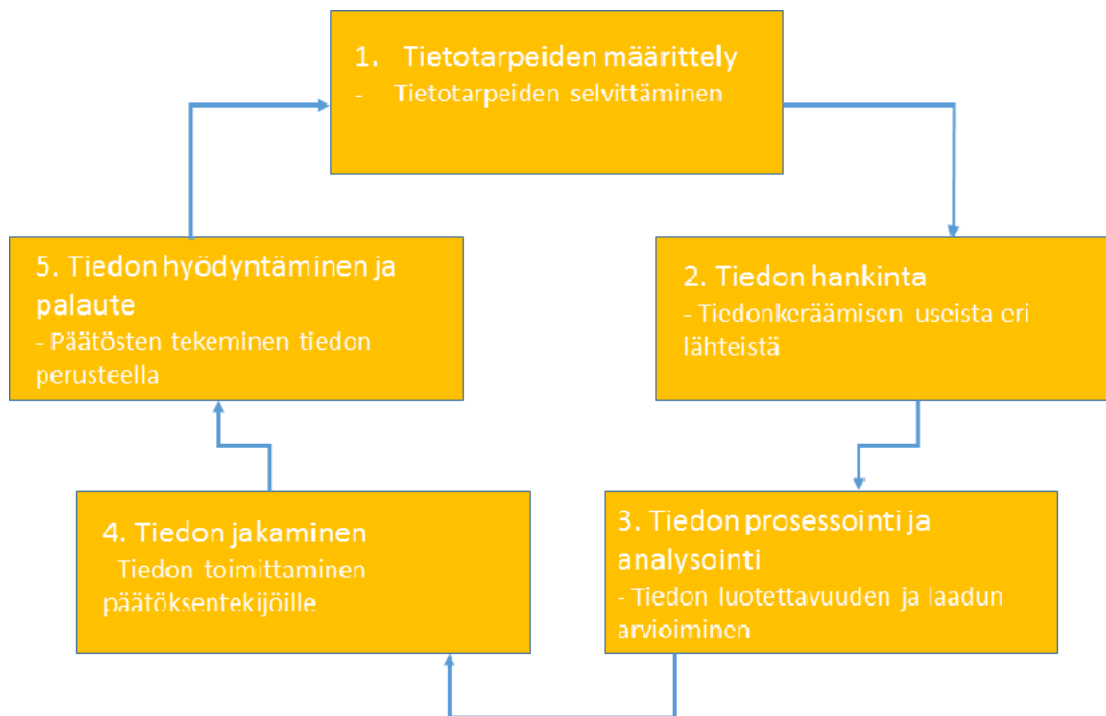 1. Tietotarpeiden määrittely
- Tietotarpeiden selvittäminen
2. Tiedon hankinta
- Tiedonkeräämisen useista eri
lähteistä
3. Tiedon prosessointi ja
analysointi
- Tiedon luotettavuuden ja laadun
arvioiminen
4. Tiedon jakaminen
Tiedon toimittaminen
päätöksentekijöille
5. Tiedon hyödyntäminen ja
palaute
- Päätösten tekeminen tiedon
perusteella